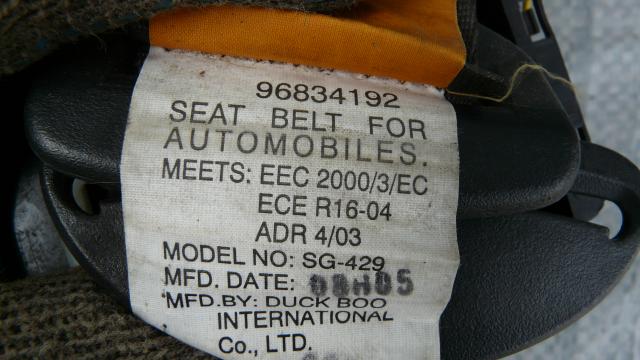 96834192
SEAT BELT FOR
AUTOMOBILES.
MEETS: EEC 2000/3/EC
ECE R16-04
ADR 4/03
MODEL NO: SG-429
MFD. DATE:
MFD.BY: DUCK BOO
INTERNATIONAL
Co., LTD.